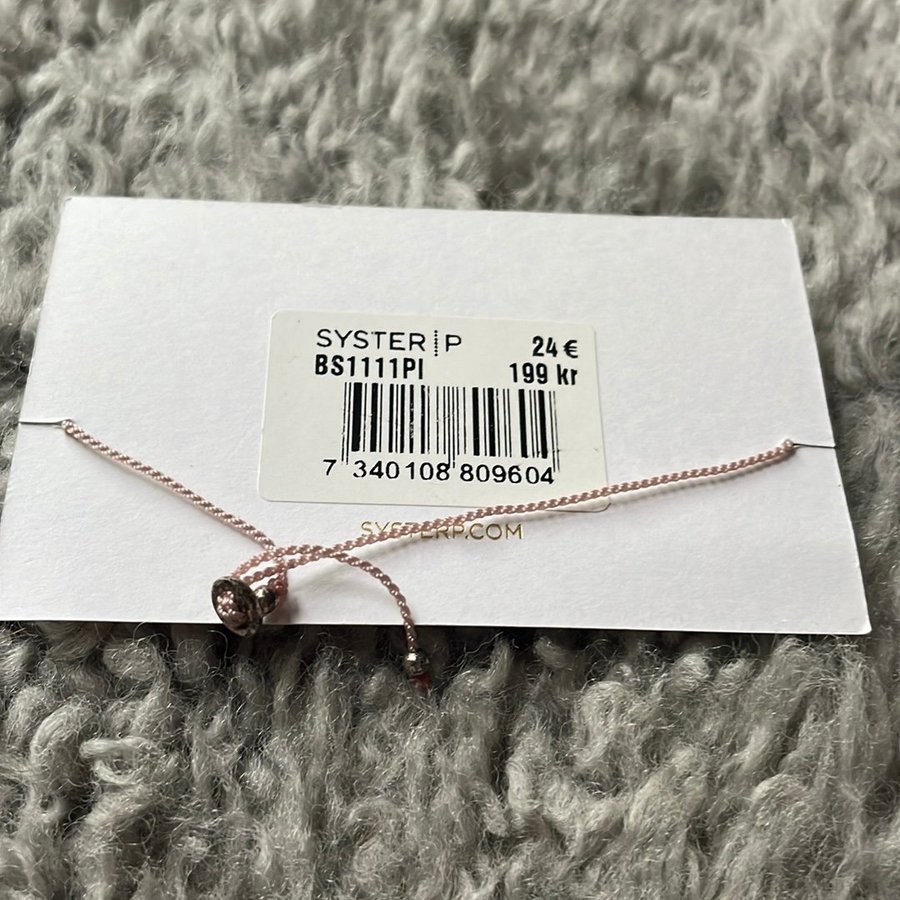 SYSTER P 24 €
BS1111PI 199 kr
7 340108 809604
SYSTERP.COM